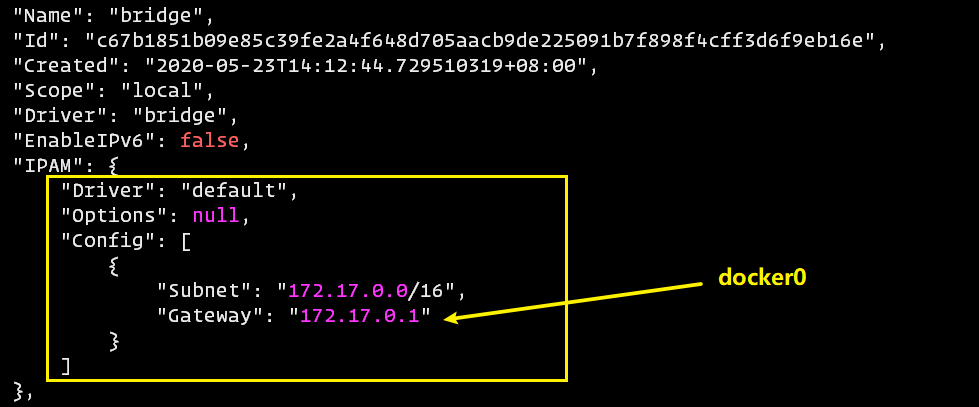 "Name": "bridge",
"Id": "c67b1851b09e85c39fe2a4f648d705aacb9de225091b7f898f4cff3d6f9eb16e",
"Created": "2020-05-23T14:12:44.729510319+08:00",
"Scope": "local",
"Driver": "bridge",
"EnableIPv6": false,
"IPAM": {
"Driver": "default",
"Options": null,
"Config": [
{
"Subnet": "172.17.0.0/16",
docker0
"Gateway": "172.17.0.1"
}
]
},